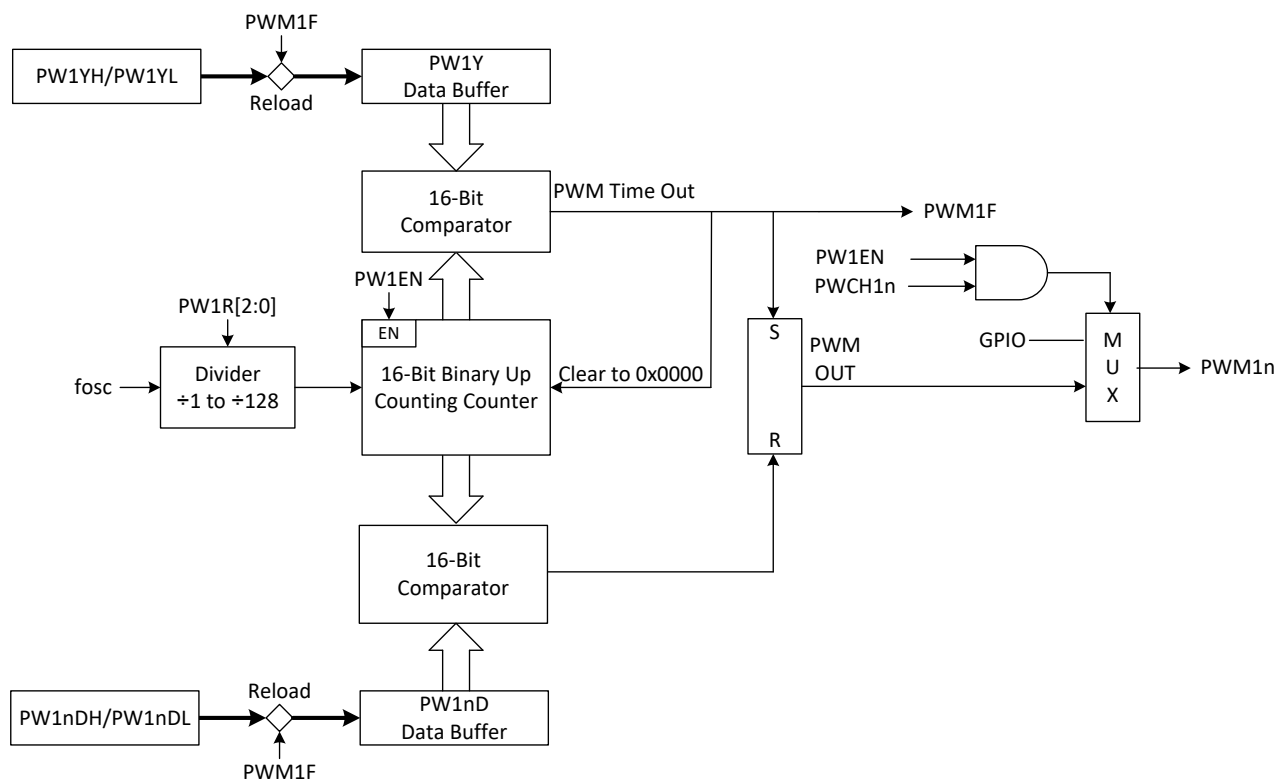 PWM1F
PW1YH/PW1YL
Reload
PW1Y
Data Buffer
16-Bit
Comparator
PWM Time Out
PWM1F
PW1EN
PWCH1n
PW1EN
EN
PW1R[2:0]
fosc
Divider
÷1 to ÷128
16-Bit Binary Up
Counting Counter
Clear to 0x0000
S
R
PWM
OUT
GPIO
M
U
X
PWM1n
16-Bit
Comparator
PW1nDH/PW1nDL
Reload
PWM1F
PW1nD
Data Buffer